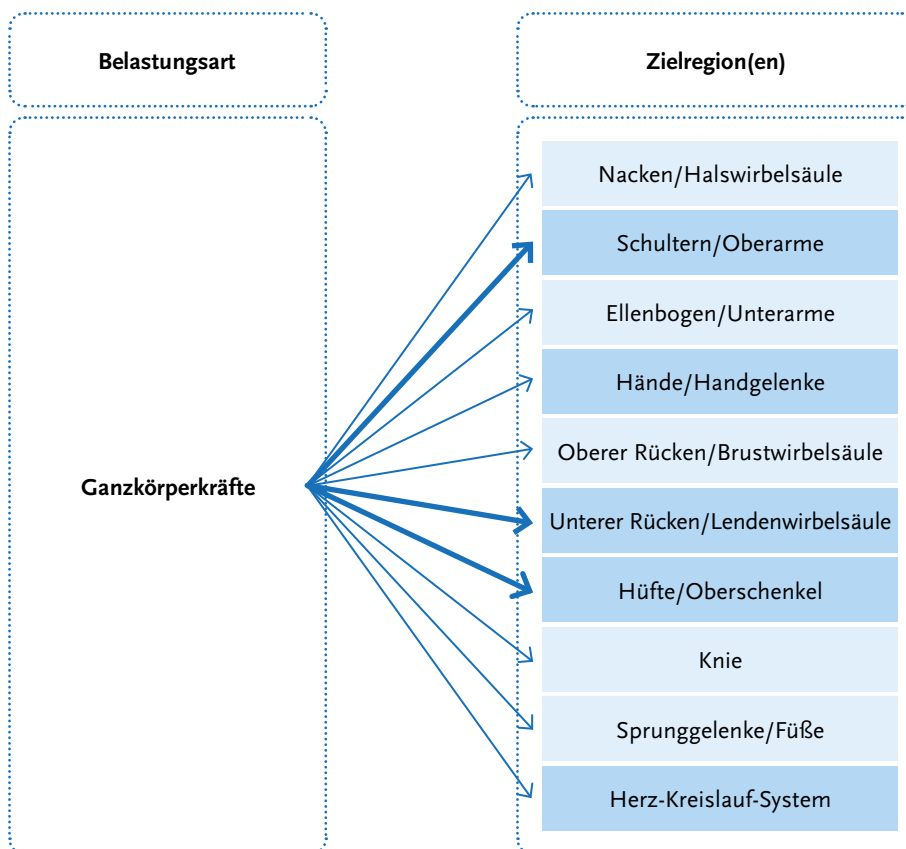 Belastungsart
Zielregion(en)
Ganzkörperkräfte
Nacken/Halswirbelsäule
Schultern/Oberarme
Ellenbogen/Unterarme
Hände/Handgelenke
Oberer Rücken/Brustwirbelsäule
Unterer Rücken/Lendenwirbelsäule
Hüfte/Oberschenkel
Knie
Sprunggelenke/Füße
Herz-Kreislauf-System